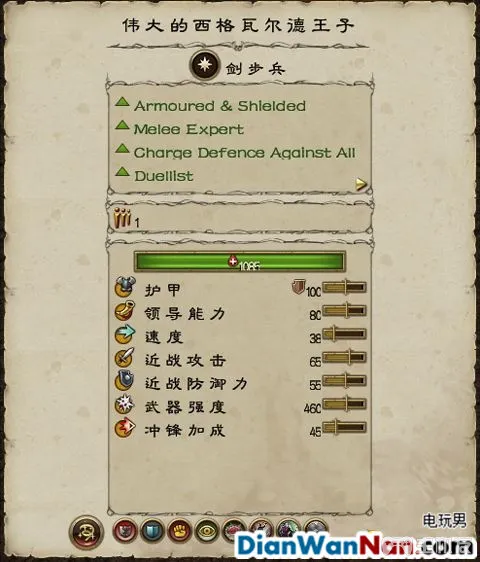 伟大的西格瓦尔德王子
剑步兵
Armoured & Shielded
Melee Expert
Charge Defence Against All
Duellist
1
1085
护甲 100
领导能力 80
速度 38
近战攻击 65
近战防御力 55
武器强度 460
冲锋加成 45
电玩男
DianWanNan.com